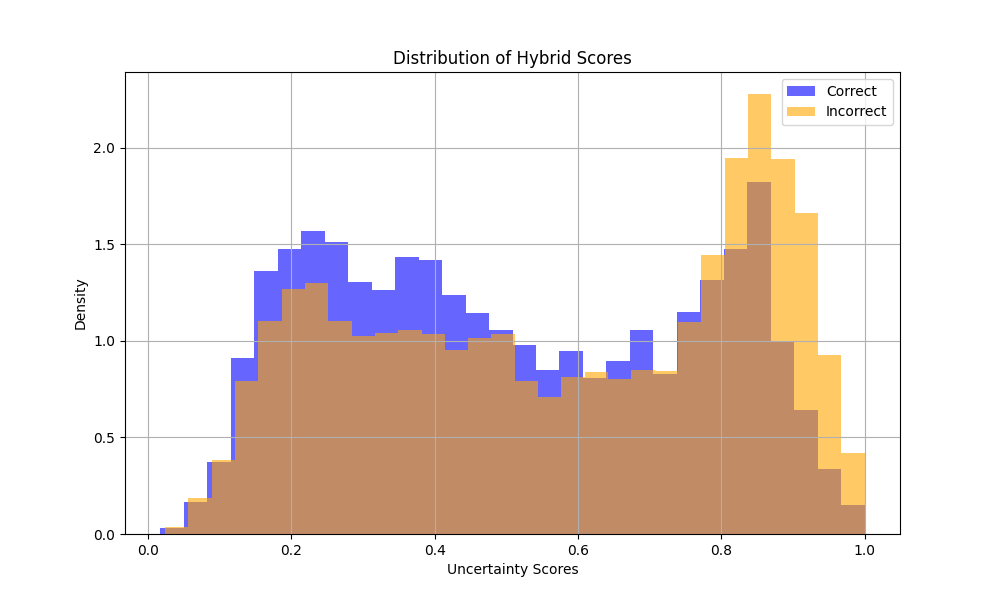 Distribution of Hybrid Scores
Correct
Incorrect
Density
2.0
1.5
1.0
0.5
0.0
0.0 0.2 0.4 0.6 0.8 1.0
Uncertainty Scores